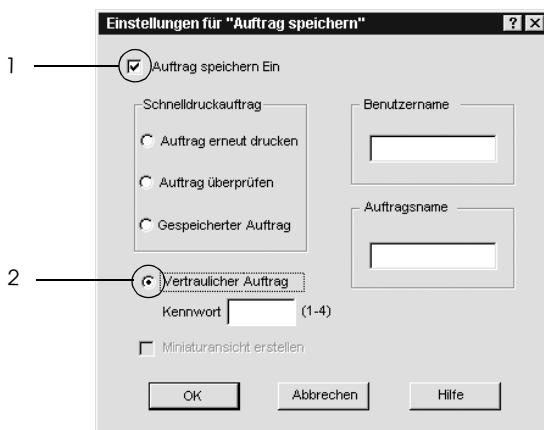 Einstellungen für "Auftrag speichern"
1
Auftrag speichern Ein
Schnelldruckauftrag
Auftrag erneut drucken
Auftrag überprüfen
Gespeicherter Auftrag
Benutzername
Auftragsname
2
Vertraulicher Auftrag
Kennwort (1-4)
Miniaturansicht erstellen
OK Abbrechen Hilfe